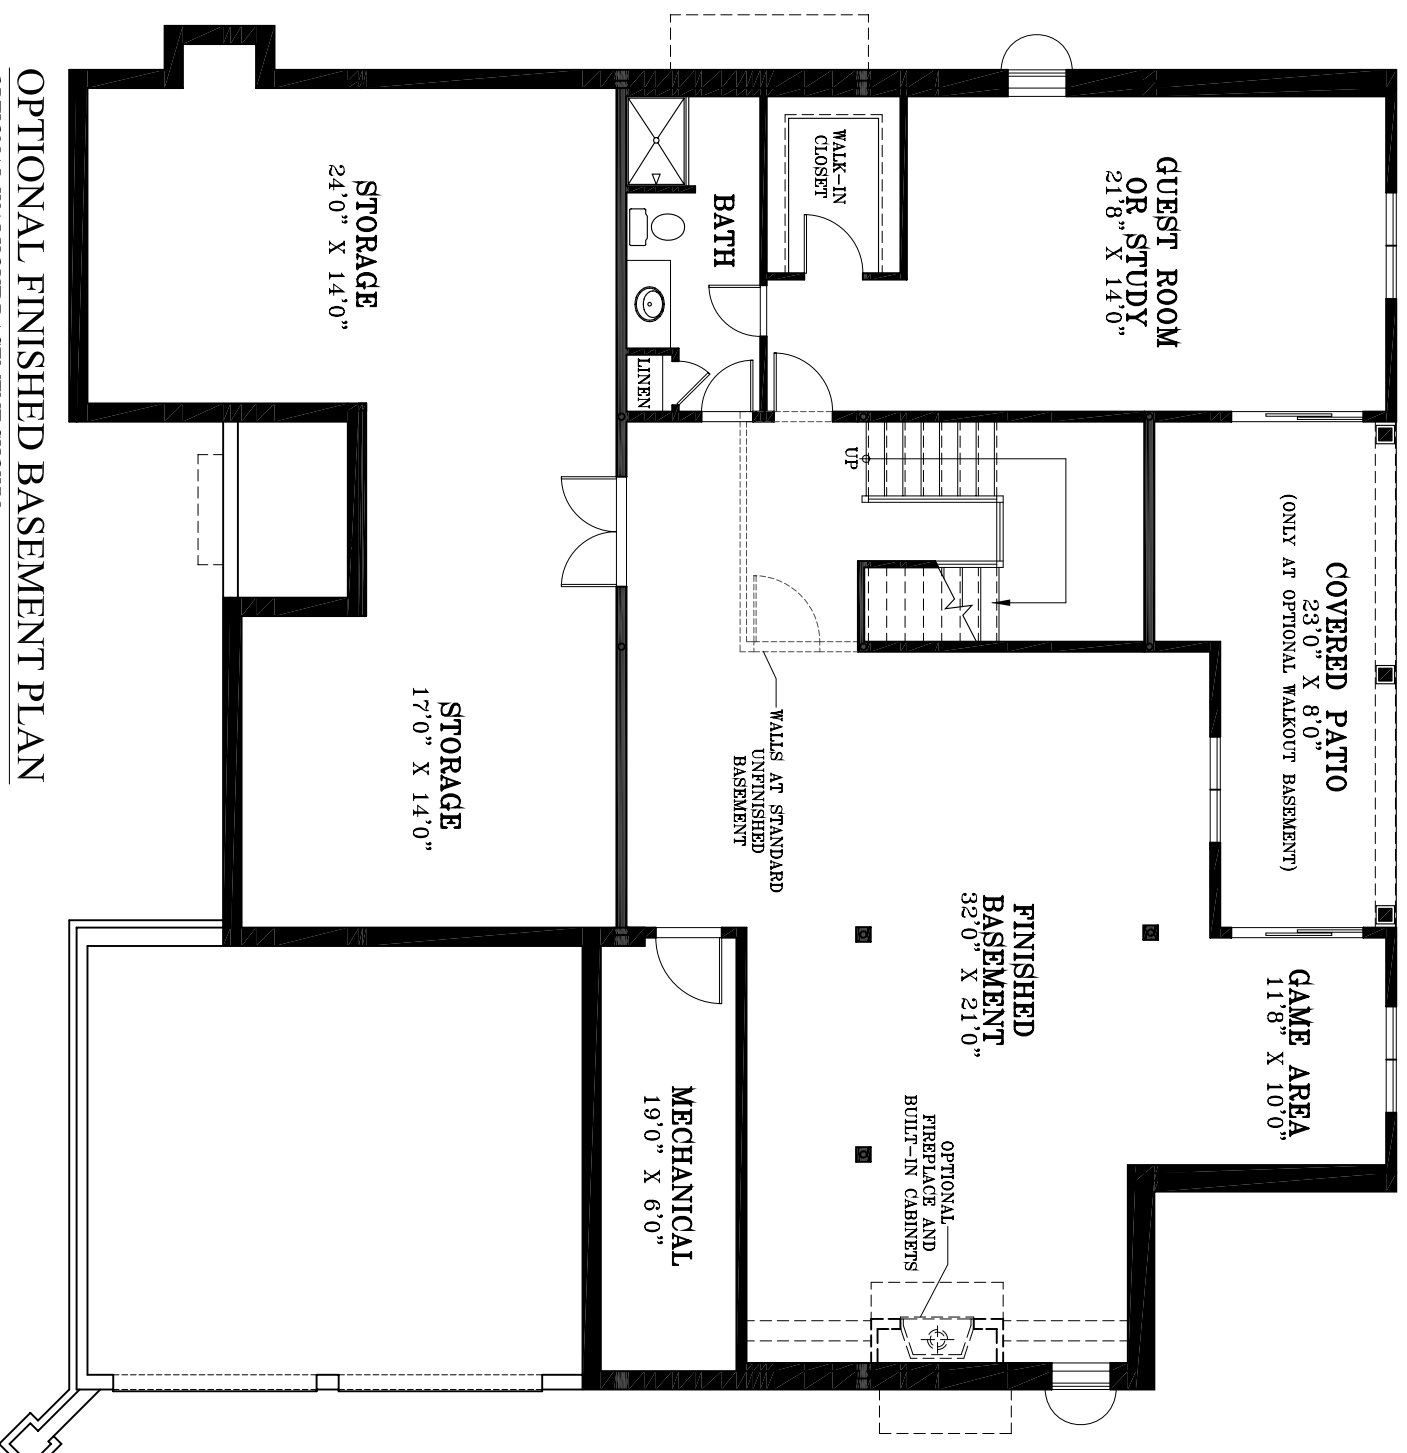 COVERED PATIO
23'0" X 8'0"
(ONLY AT OPTIONAL WALKOUT BASEMENT)
GUEST ROOM
OR STUDY
21'8" X 14'0"
GAME AREA
11'8" X 10'0"
FINISHED
BASEMENT
32'0" X 21'0"
UP
WALK-IN
CLOSET
OPTIONAL
FIREPLACE AND
BUILT-IN CABINETS
WALLS AT STANDARD
UNFINISHED
BASEMENT
BATH
LINEN
MECHANICAL
19'0" X 6'0"
STORAGE
17'0" X 14'0"
STORAGE
24'0" X 14'0"
OPTIONAL FINISHED BASEMENT PLAN